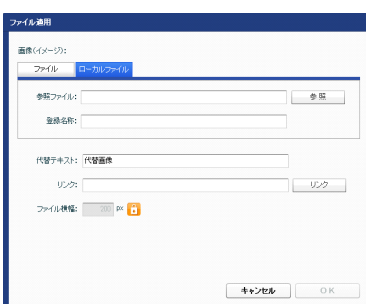 ファイル適用
画像(イメージ):
ファイル ローカルファイル
参照ファイル: 参照
登録名称:
代替テキスト: 代替画像
リンク: リンク
ファイル横幅: 200 px
キャンセル OK